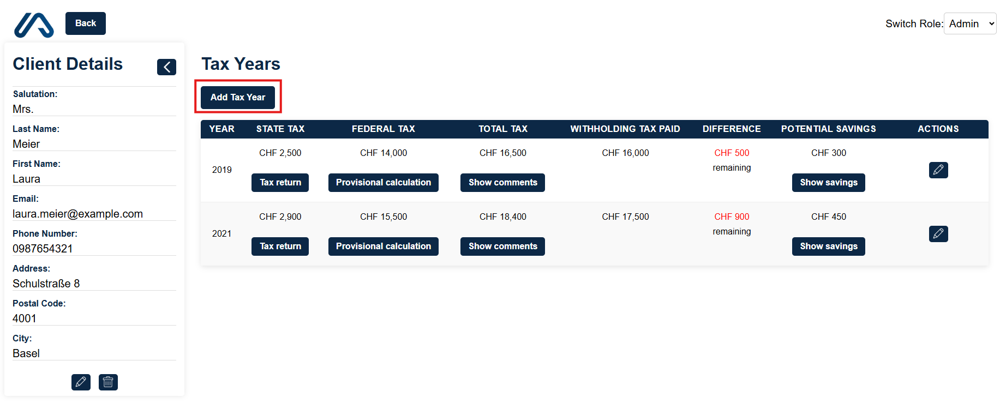 Back
Switch Role: Admin
Client Details
Salutation:
Mrs.
Last Name:
Meier
First Name:
Laura
Email:
laura.meier@example.com
Phone Number:
0987654321
Address:
Schulstraße 8
Postal Code:
4001
City:
Basel
Tax Years
Add Tax Year
YEAR STATE TAX FEDERAL TAX TOTAL TAX WITHHOLDING TAX PAID DIFFERENCE POTENTIAL SAVINGS ACTIONS
CHF 2,500 CHF 14,000 CHF 16,500 CHF 16,000 CHF 500 CHF 300
2019 remaining
Tax return Provisional calculation Show comments Show savings
CHF 2,900 CHF 15,500 CHF 18,400 CHF 17,500 CHF 900 CHF 450
2021 remaining
Tax return Provisional calculation Show comments Show savings